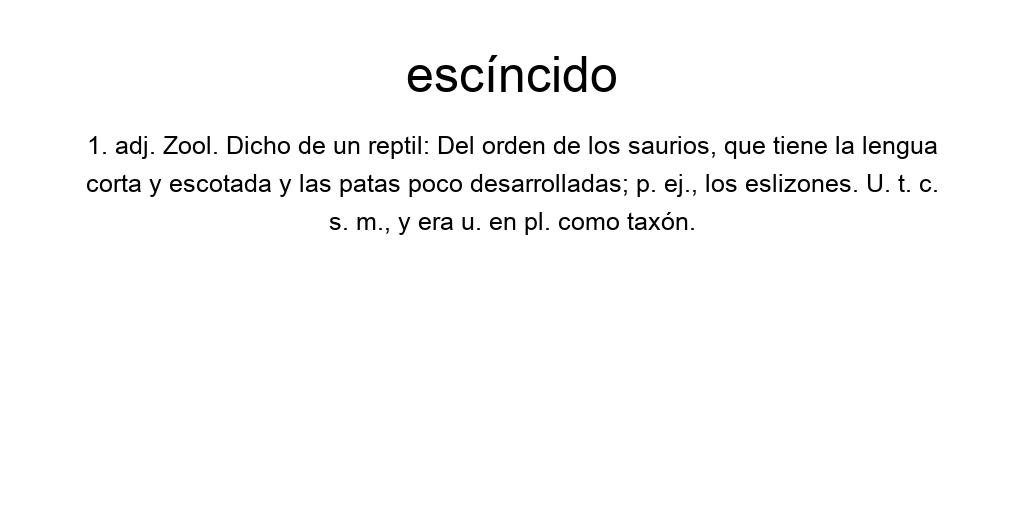 escíncido
1. adj. Zool. Dicho de un reptil: Del orden de los saurios, que tiene la lengua
corta y escotada y las patas poco desarrolladas; p. ej., los eslizones. U. t. c.
s. m., y era u. en pl. como taxón.